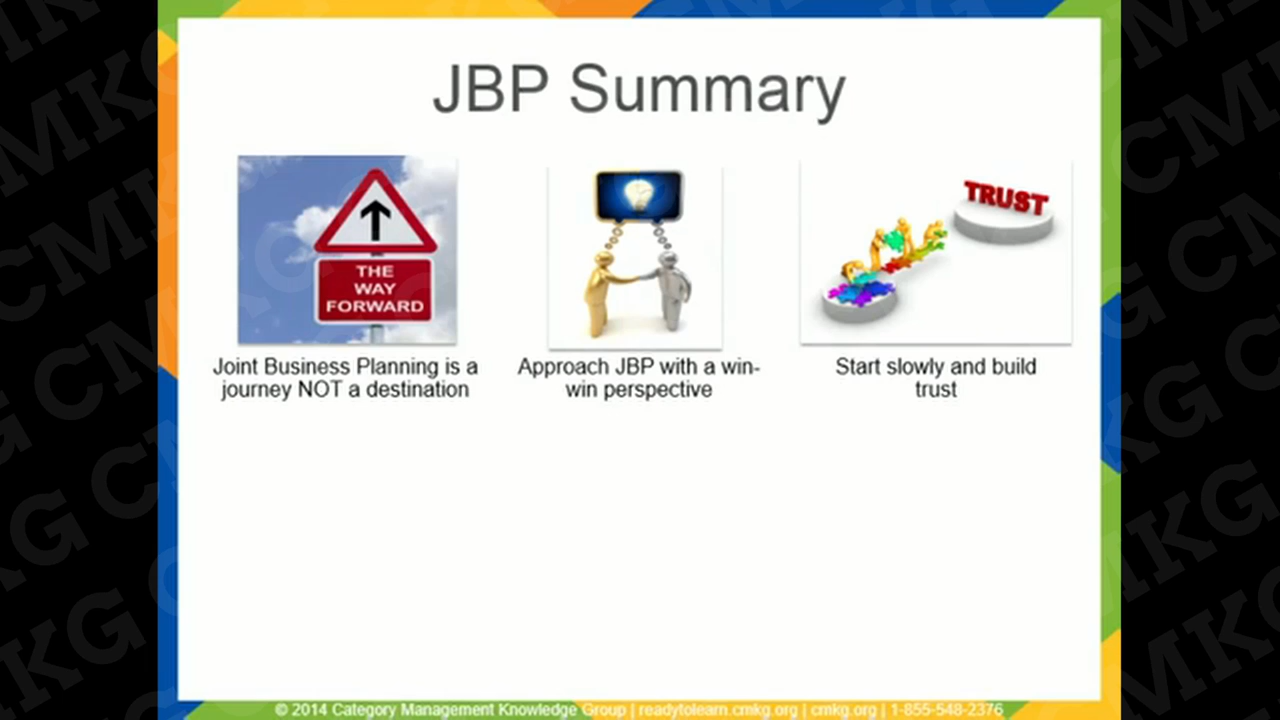 JBP Summary
THE
WAY
FORWARD
TRUST
Joint Business Planning is a
journey NOT a destination
Approach JBP with a win-
win perspective
Start slowly and build
trust
© 2014 Category Management Knowledge Group | readytolearn.cmkg.org | cmkg.org | 1-855-548-2376
CMKG